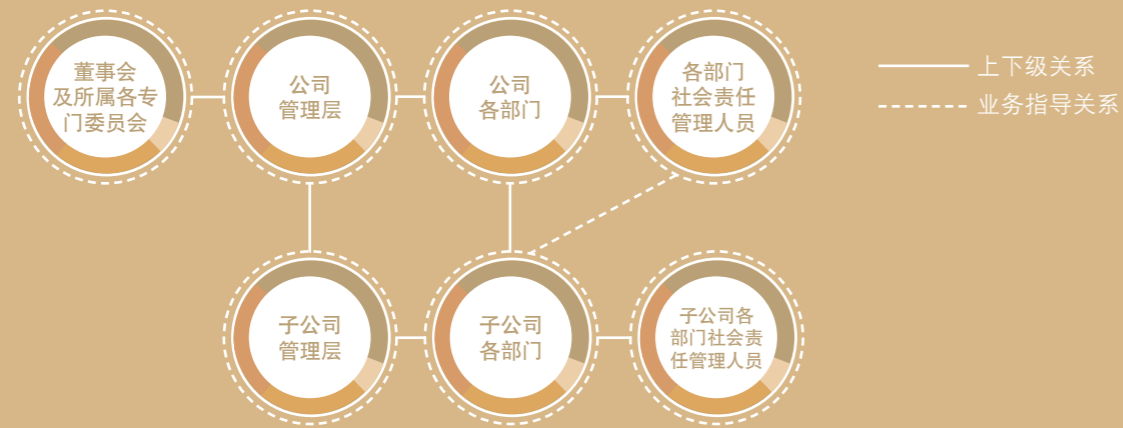 董事会
及所属各专
门委员会
公司
管理层
公司
各部门
各部门
社会责任
管理人员
上下级关系
业务指导关系
子公司
管理层
子公司
各部门
子公司各
部门社会责
任管理人员